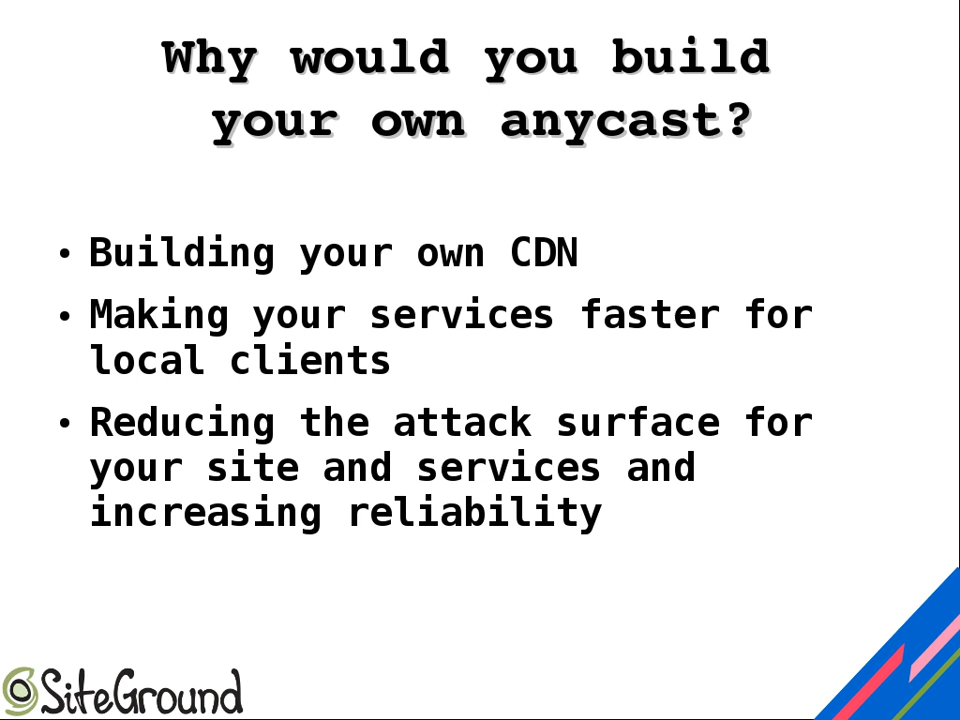 Why would you build
your own anycast?
• Building your own CDN
• Making your services faster for
local clients
• Reducing the attack surface for
your site and services and
increasing reliability
SiteGround